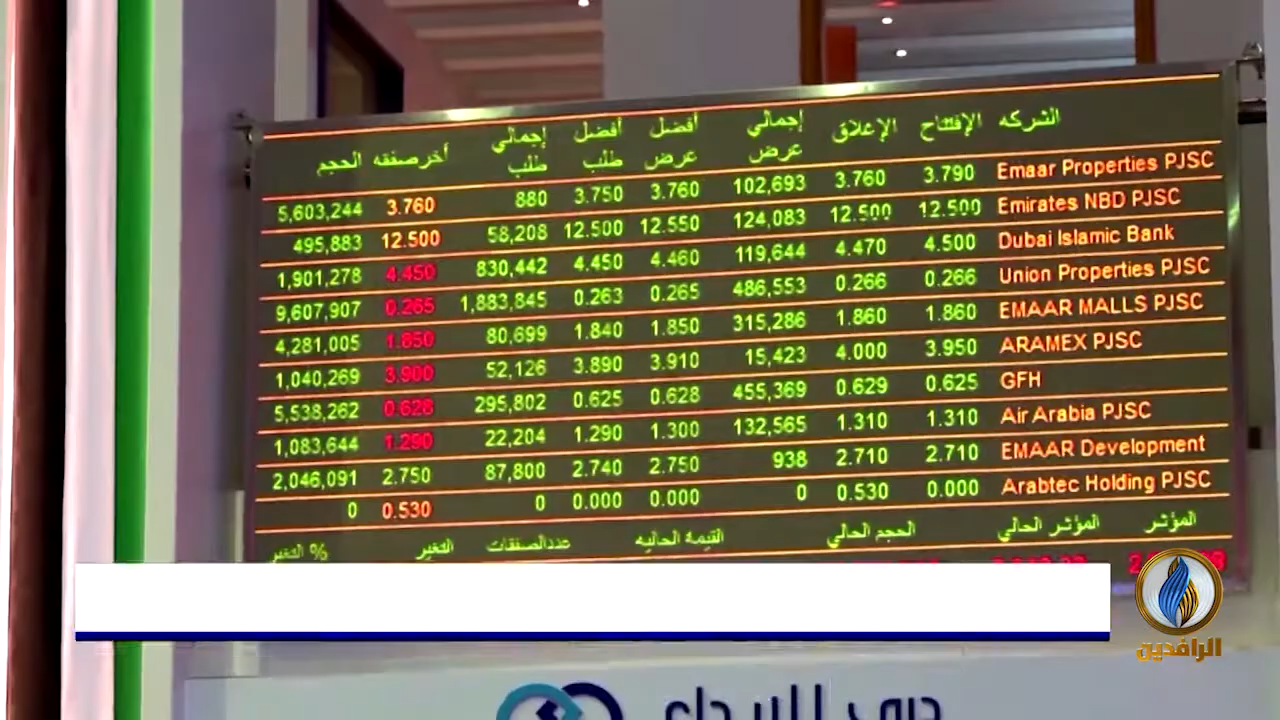 الشركه الإفتتاح الإغلاق إجمالي عرض أفضل عرض أفضل طلب إجمالي طلب أخرصفقه الحجم
Emaar Properties PJSC 3.790 3.760 102,693 3.760 3.750 880 3.760 5,603,244
Emirates NBD PJSC 12.500 12.500 124,083 12.550 12.500 58,208 12.500 495,883
Dubai Islamic Bank 4.500 4.470 119,644 4.460 4.450 830,442 4.450 1,901,278
Union Properties PJSC 0.266 0.266 486,553 0.265 0.263 1,883,845 0.265 9,607,907
EMAAR MALLS PJSC 1.860 1.860 315,286 1.850 1.840 80,699 1.850 4,281,005
ARAMEX PJSC 3.950 4.000 15,423 3.910 3.890 52,126 3.900 1,040,269
GFH 0.625 0.629 455,369 0.628 0.625 295,802 0.628 5,538,262
Air Arabia PJSC 1.310 1.310 132,565 1.300 1.290 22,204 1.290 1,083,644
EMAAR Development 2.710 2.710 938 2.750 2.740 87,800 2.750 2,046,091
Arabtec Holding PJSC 0.000 0.530 0 0.000 0.000 0 0.530 0
المؤشر المؤشر الحالي الحجم الحالي القيمة الحاليه عددالصفقات التغير التغير %
الرافدين